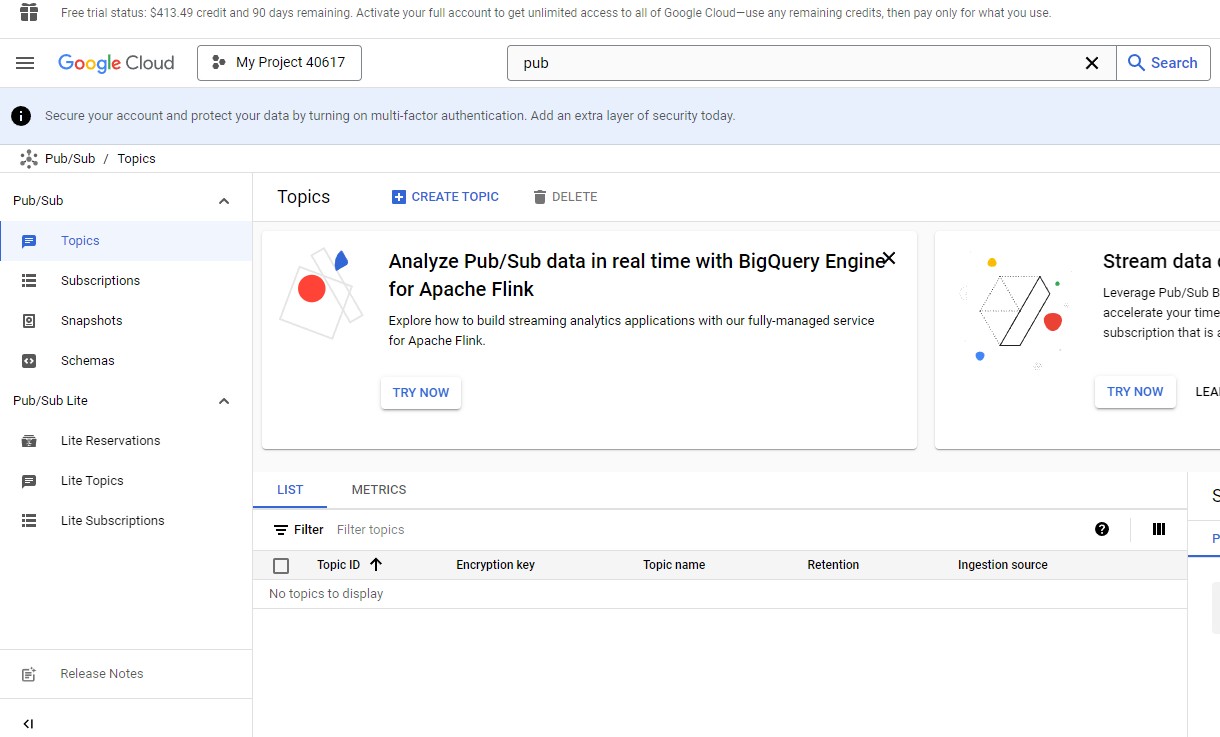 Free trial status: $413.49 credit and 90 days remaining. Activate your full account to get unlimited access to all of Google Cloud—use any remaining credits, then pay only for what you use.
Google Cloud
My Project 40617
pub
Search
Secure your account and protect your data by turning on multi-factor authentication. Add an extra layer of security today.
Pub/Sub / Topics
Pub/Sub
Topics
Subscriptions
Snapshots
Schemas
Pub/Sub Lite
Lite Reservations
Lite Topics
Lite Subscriptions
Release Notes
Topics
CREATE TOPIC
DELETE
Analyze Pub/Sub data in real time with BigQuery Engine
for Apache Flink
Explore how to build streaming analytics applications with our fully-managed service
for Apache Flink.
TRY NOW
Stream data
Leverage Pub/Sub B
accelerate your time
subscription that is a
TRY NOW
LEA
LIST
METRICS
Filter
Filter topics
Topic ID
Encryption key
Topic name
Retention
Ingestion source
No topics to display
S
P